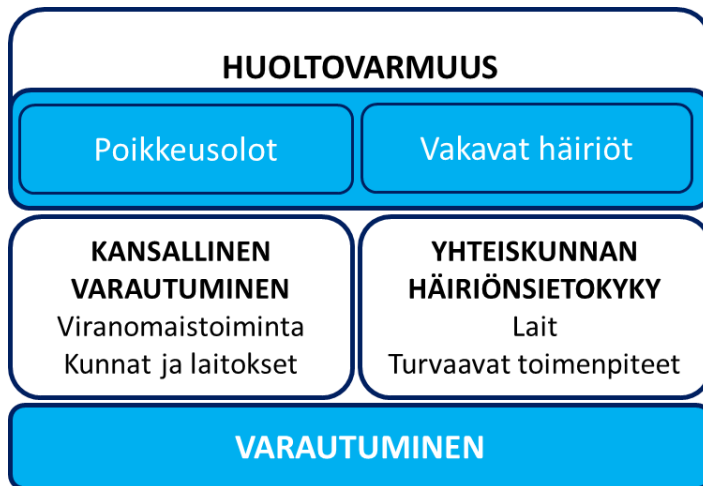 HUOLTOVARMUUS
Poikkeusolot
Vakavat häiriöt
KANSALLINEN
VARAUTUMINEN
Viranomaistoiminta
Kunnat ja laitokset
YHTEISKUNNAN
HÄIRIÖNSIETOKYKY
Lait
Turvaavat toimenpiteet
VARAUTUMINEN